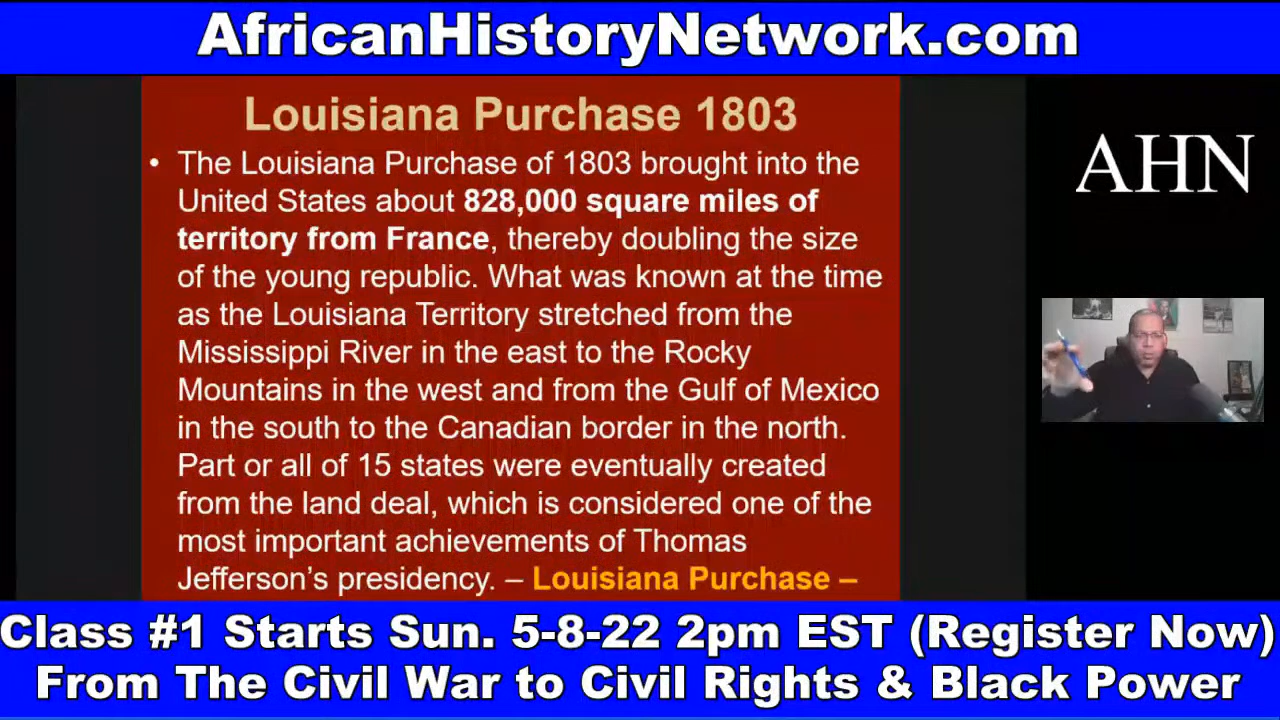 AfricanHistoryNetwork.com
Louisiana Purchase 1803
• The Louisiana Purchase of 1803 brought into the
United States about 828,000 square miles of
territory from France, thereby doubling the size
of the young republic. What was known at the time
as the Louisiana Territory stretched from the
Mississippi River in the east to the Rocky
Mountains in the west and from the Gulf of Mexico
in the south to the Canadian border in the north.
Part or all of 15 states were eventually created
from the land deal, which is considered one of the
most important achievements of Thomas
Jefferson’s presidency. – Louisiana Purchase –
AHN
Class #1 Starts Sun. 5-8-22 2pm EST (Register Now)
From The Civil War to Civil Rights & Black Power